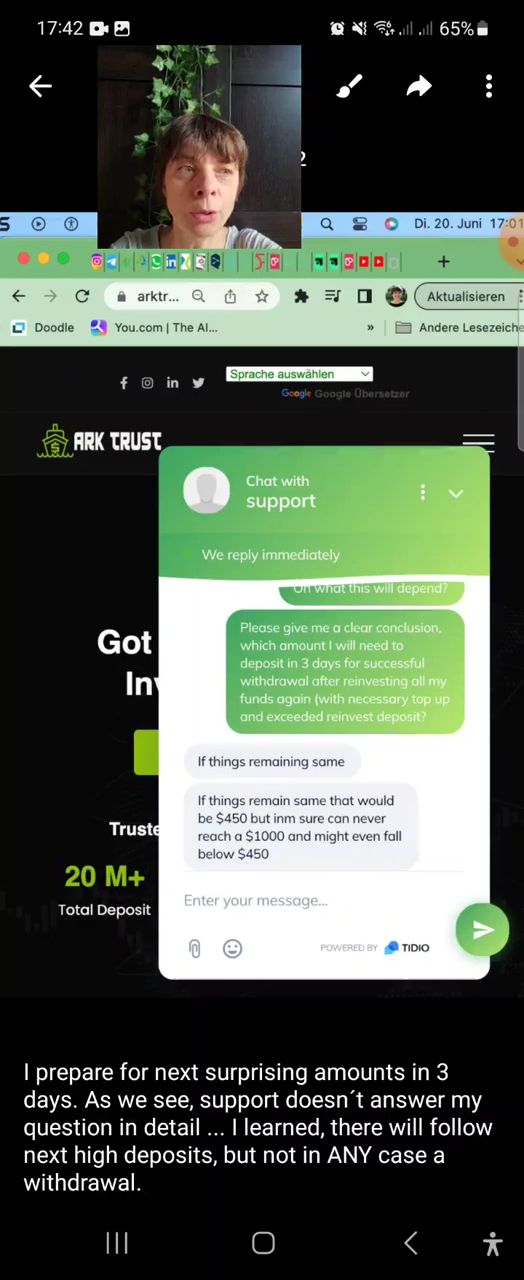 17:42
65%
2
S
Di. 20. Juni 17:01
arktr...
Aktualisieren
Doodle
You.com | The AI...
»
Andere Lesezeiche
Sprache auswählen
Google Google Übersetzer
ARK TRUST
Chat with
support
We reply immediately
On what this will depend?
Please give me a clear conclusion,
which amount I will need to
deposit in 3 days for successful
withdrawal after reinvesting all my
funds again (with necessary top up
and exceeded reinvest deposit?
Got
Inv
If things remaining same
If things remain same that would
be $450 but inm sure can never
reach a $1000 and might even fall
below $450
Truste
20 M+
Total Deposit
Enter your message...
POWERED BY TIDIO
I prepare for next surprising amounts in 3
days. As we see, support doesn´t answer my
question in detail ... I learned, there will follow
next high deposits, but not in ANY case a
withdrawal.